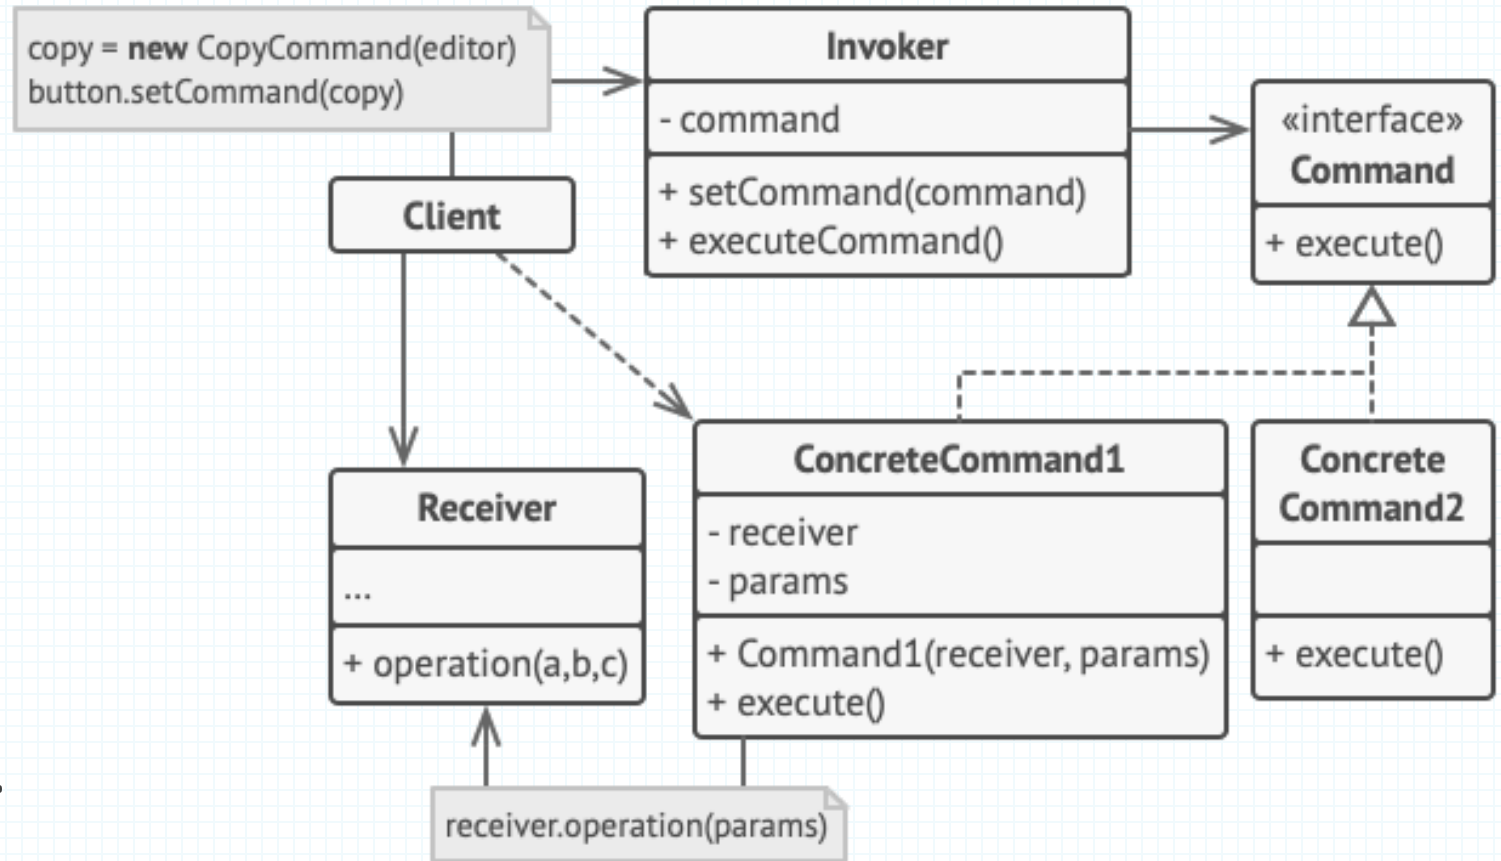 copy = new CopyCommand(editor)
button.setCommand(copy)
Client
Invoker
- command
+ setCommand(command)
+ executeCommand()
«interface»
Command
+ execute()
Receiver
...
+ operation(a,b,c)
ConcreteCommand1
- receiver
- params
+ Command1(receiver, params)
+ execute()
Concrete
Command2
+ execute()
receiver.operation(params)